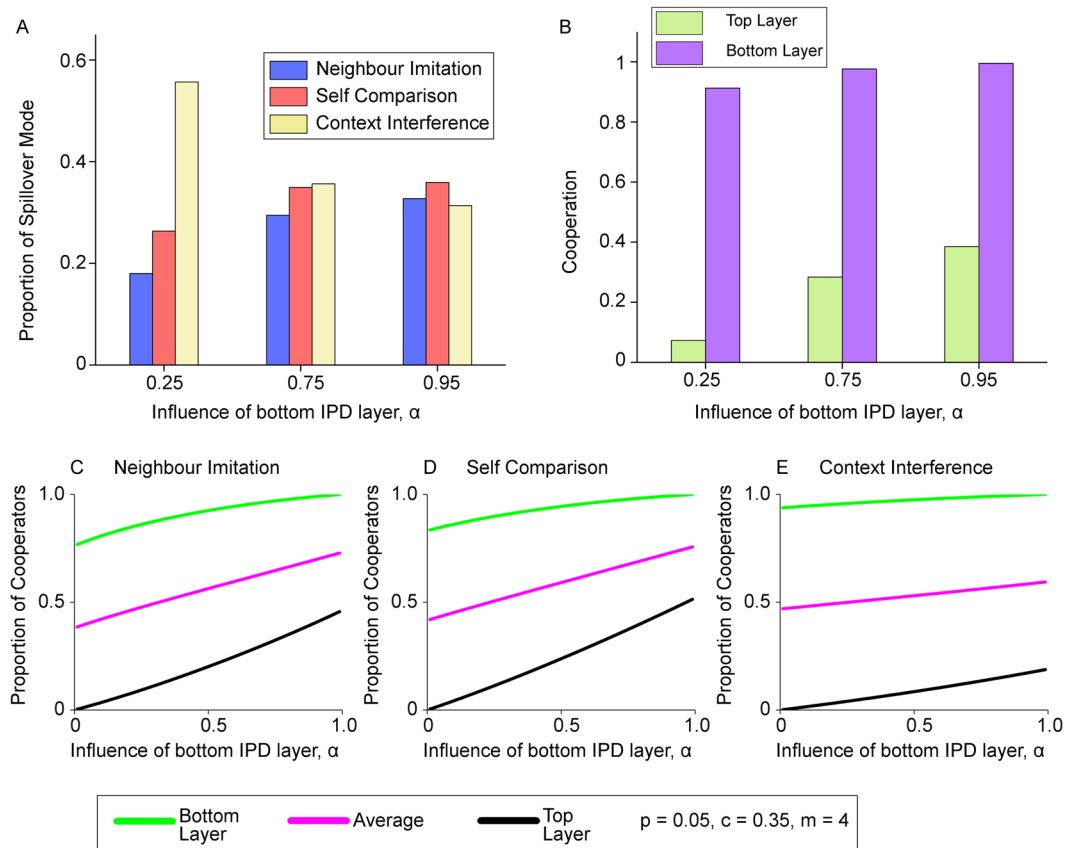 A
Proportion of Spillover Mode
0.6
0.4
0.2
0
Neighbour Imitation
Self Comparison
Context Interference
0.25
0.75
0.95
Influence of bottom IPD layer, α
B
Cooperation
1
0.8
0.6
0.4
0.2
0
Top Layer
Bottom Layer
0.25
0.75
0.95
Influence of bottom IPD layer, α
C Neighbour Imitation
Proportion of Cooperators
1.0
0.5
0
0
0.5
1.0
Influence of bottom IPD layer, α
D Self Comparison
Proportion of Cooperators
1.0
0.5
0
0
0.5
1.0
Influence of bottom IPD layer, α
E Context Interference
Proportion of Cooperators
1.0
0.5
0
0
0.5
1.0
Influence of bottom IPD layer, α
Bottom
Layer
Average
Top
Layer
p = 0.05, c = 0.35, m = 4